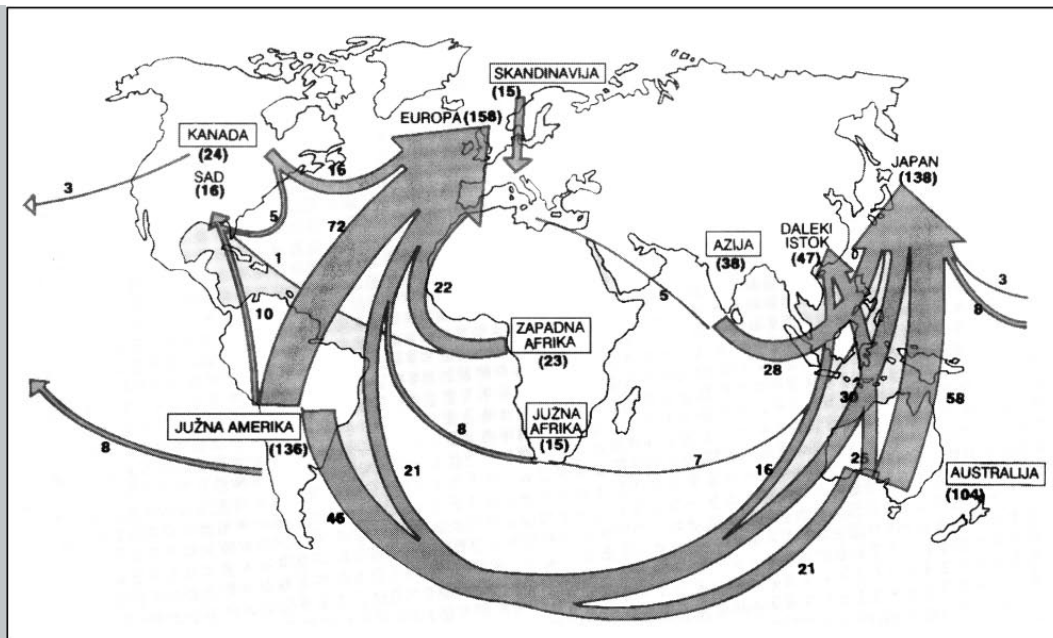 SKANDINAVIJA
(15)
EUROPA (158)
KANADA
(24)
SAD
(16)
16
3
5
72
1
10
22
ZAPADNA
AFRIKA
(23)
JUŽNA AMERIKA
(136)
8
21
45
8
JUŽNA
AFRIKA
(15)
7
5
AZIJA
(38)
28
DALEKI
ISTOK
(47)
JAPAN
(138)
3
8
30
58
16
25
21
AUSTRALIJA
(104)